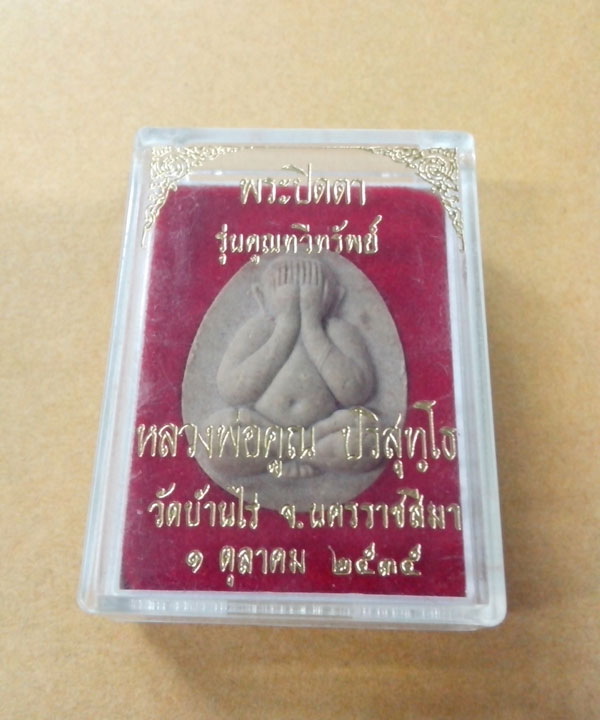 พระปิดตา
รุ่นคูณทวีทรัพย์
หลวงพ่อคูณ ปริสุทฺโธ
วัดบ้านไร่ จ.นครราชสีมา
๑ ตุลาคม ๒๕๓๕